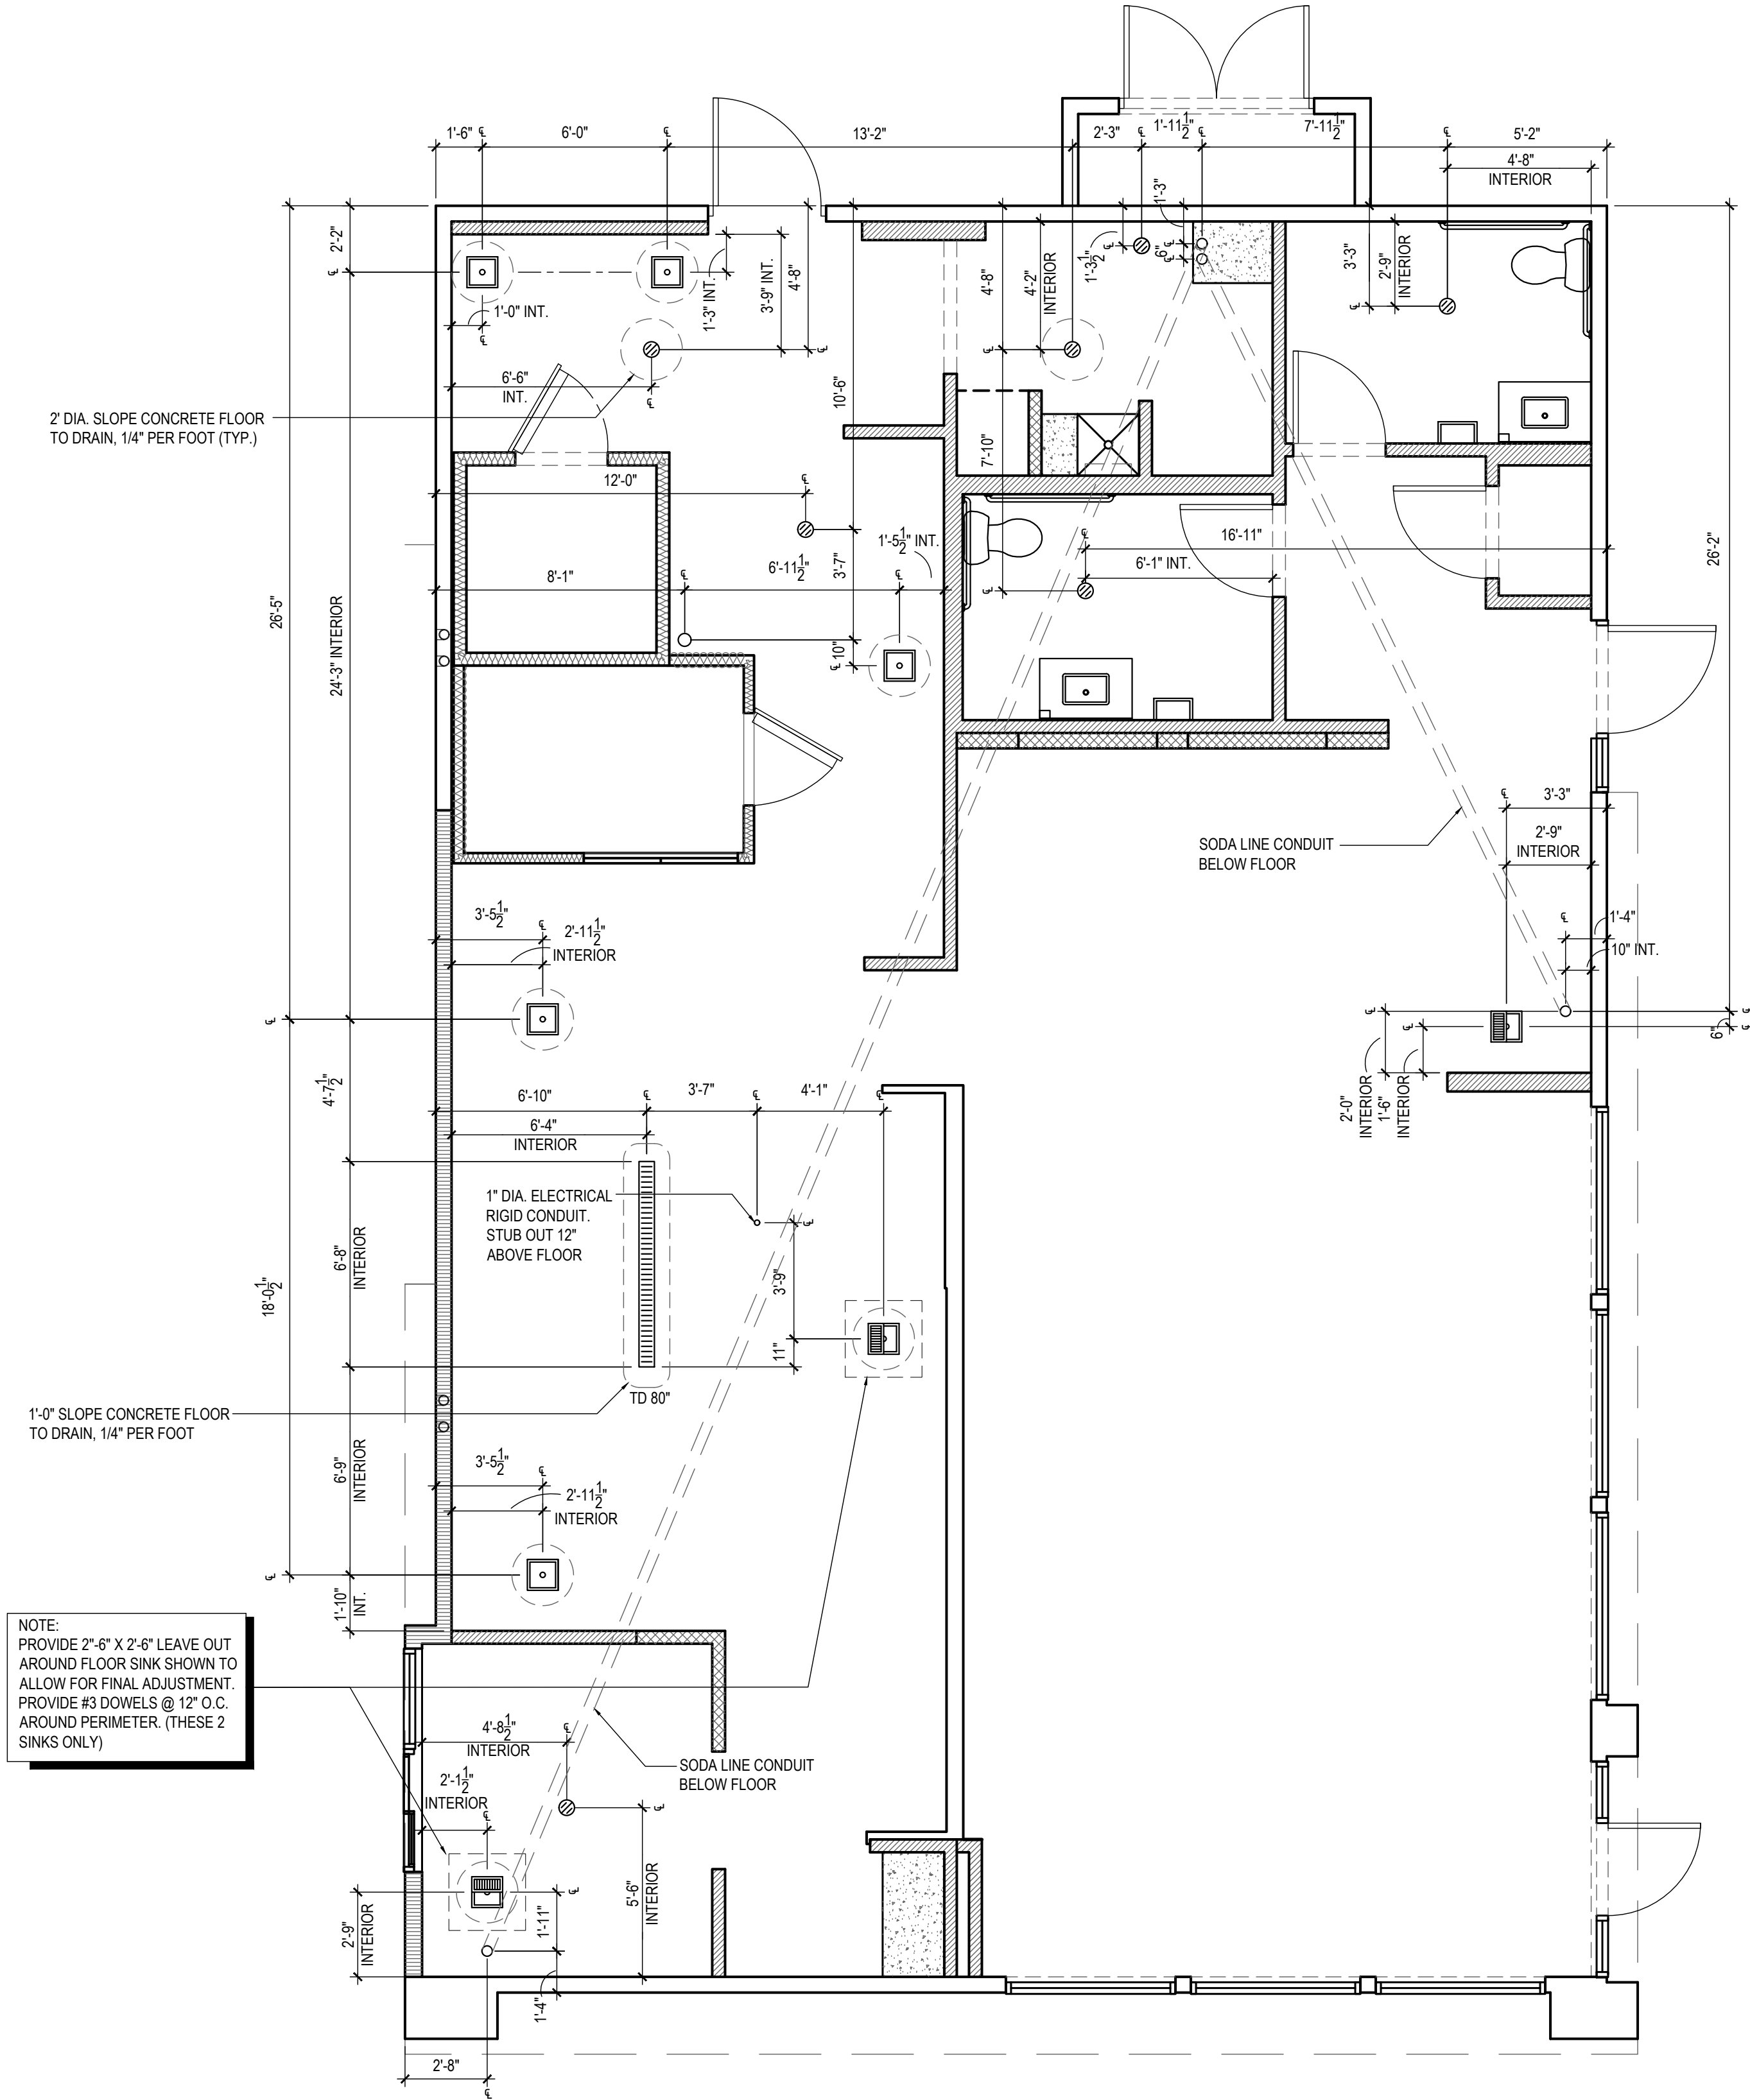 1'-6" ℄
6'-0"
℄
13'-2"
2'-3"
℄
1'-11 1/2"
℄
7'-11 1/2"
℄
5'-2"
4'-8"
INTERIOR
2'-2"
℄
1'-0" INT.
℄
1'-3" INT.
3'-9" INT.
4'-8"
℄
6'-6"
INT.
℄
10'-6"
4'-8"
4'-2"
INTERIOR
℄
1'-3 1/2"
℄
1'-3"
6"
℄
℄
3'-3"
2'-9"
INTERIOR
℄
2' DIA. SLOPE CONCRETE FLOOR
TO DRAIN, 1/4" PER FOOT (TYP.)
7'-10"
12'-0"
℄
1'-5 1/2" INT.
16'-11"
℄
6'-1" INT.
℄
26'-2"
8'-1"
℄
6'-11 1/2"
℄
3'-7"
10"
℄
26'-5"
24'-3" INTERIOR
SODA LINE CONDUIT
BELOW FLOOR
℄
3'-3"
2'-9"
INTERIOR
℄
1'-4"
10" INT.
3'-5 1/2"
℄
2'-11 1/2"
INTERIOR
℄
℄
℄
6"
℄
2'-0"
INTERIOR
1'-6"
INTERIOR
4'-7 1/2"
6'-10"
℄
3'-7"
℄
4'-1"
℄
6'-4"
INTERIOR
1" DIA. ELECTRICAL
RIGID CONDUIT.
STUB OUT 12"
ABOVE FLOOR
℄
6'-8"
INTERIOR
18'-0 1/2"
3'-9"
11"
TD 80"
1'-0" SLOPE CONCRETE FLOOR
TO DRAIN, 1/4" PER FOOT
6'-9"
INTERIOR
3'-5 1/2"
℄
2'-11 1/2"
INTERIOR
℄
1'-10"
INT.
NOTE:
PROVIDE 2"-6" X 2'-6" LEAVE OUT
AROUND FLOOR SINK SHOWN TO
ALLOW FOR FINAL ADJUSTMENT.
PROVIDE #3 DOWELS @ 12" O.C.
AROUND PERIMETER. (THESE 2
SINKS ONLY)
4'-8 1/2"
INTERIOR
℄
SODA LINE CONDUIT
BELOW FLOOR
2'-1 1/2"
INTERIOR
℄
℄
5'-6"
INTERIOR
℄
1'-11"
2'-9"
INTERIOR
1'-4"
2'-8"
℄